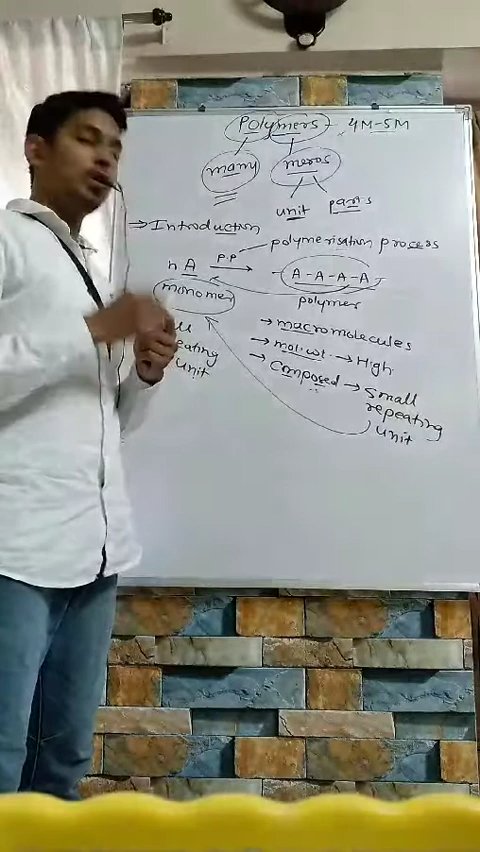 Polymers → 4M-5M
many meros
unit parts
⇒ Introduction
P.P polymerisation process
n A → -A-A-A-A-
monomer polymer
→ macromolecules
eating → mol.wt. → High.
unit → Composed → Small
repeating
unit